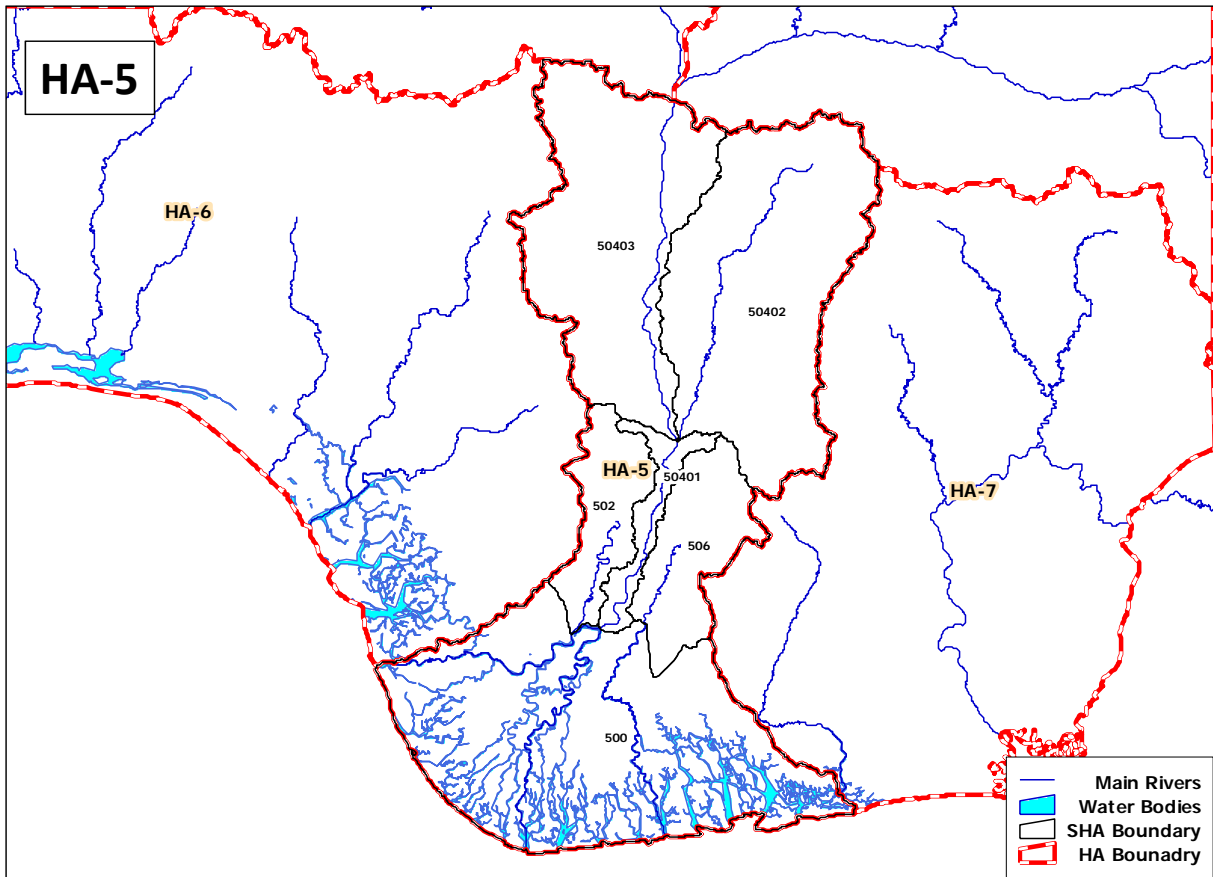 HA-5
HA-6
50403
50402
HA-5
50401
HA-7
502
506
500
Main Rivers
Water Bodies
SHA Boundary
HA Bounadry